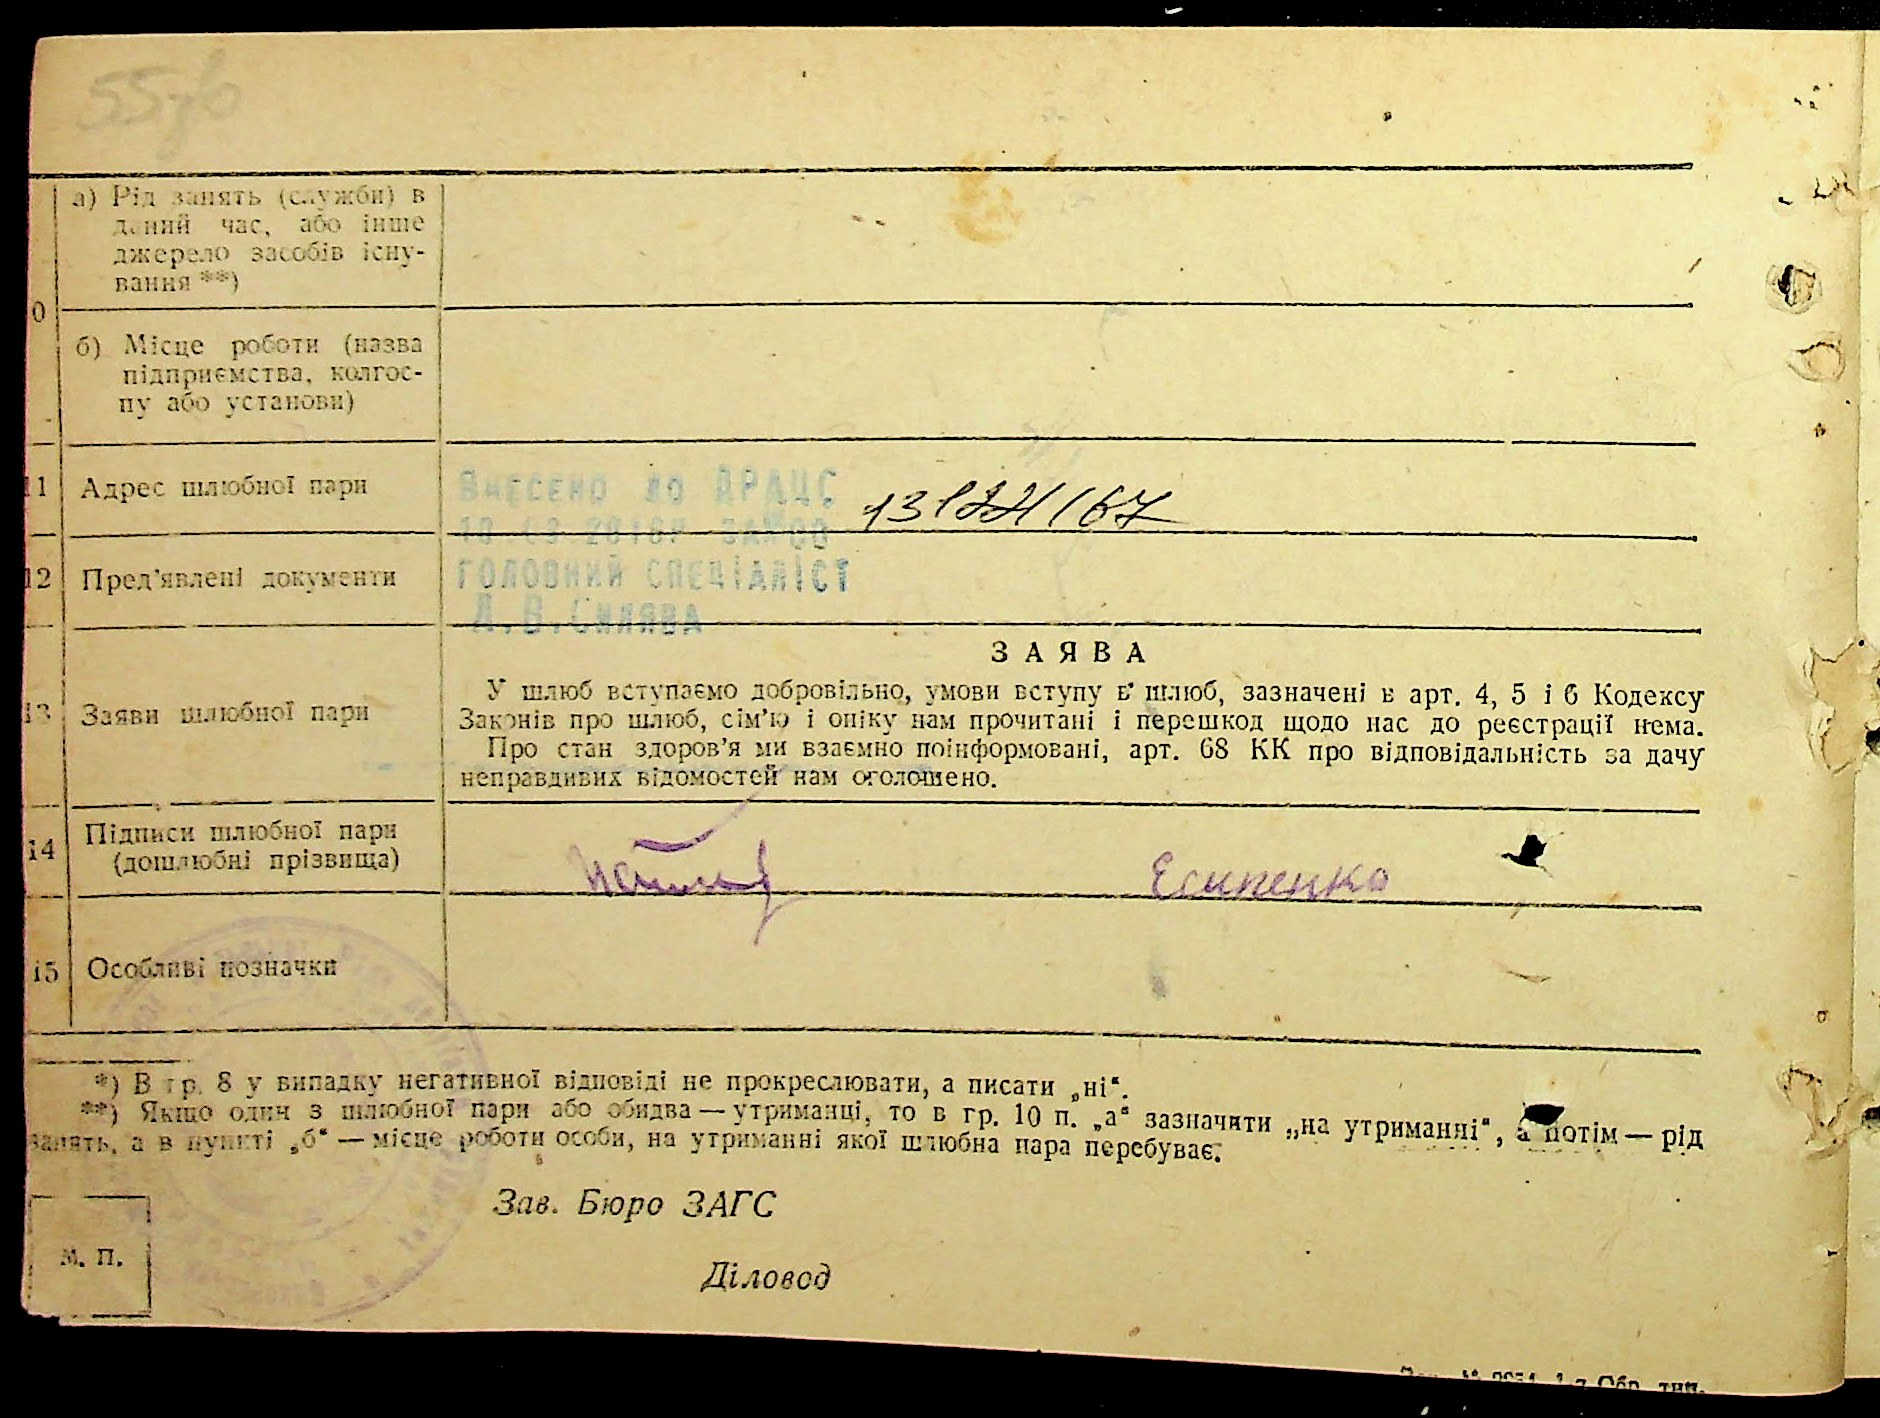 а) Рід занять (служби) в
даний час, або інше
джерело засобів існу-
вання **)
0
б) Місце роботи (назва
підприємства, колгос-
пу або установи)
11 Адрес шлюбної пари
Внесено до ДРАЦС
13 167
12 Пред'явлені документи
Головний спеціаліст
13 Заяви шлюбної пари
ЗАЯВА
У шлюб вступаємо добровільно, умови вступу в шлюб, зазначені в арт. 4, 5 і 6 Кодексу
Законів про шлюб, сім'ю і опіку нам прочитані і перешкод щодо нас до реєстрації нема.
Про стан здоров'я ми взаємно поінформовані, арт. 68 КК про відповідальність за дачу
неправдивих відомостей нам оголошено.
14 Підписи шлюбної пари
(дошлюбні прізвища)
Есипенко
15 Особливі позначки
*) В гр. 8 у випадку негативної відповіді не прокреслювати, а писати „ні“.
**) Якщо один з шлюбної пари або обидва — утриманці, то в гр. 10 п. „а“ зазначити „на утриманні“, а потім — рід
занять, а в пункті „б“ — місце роботи особи, на утриманні якої шлюбна пара перебуває.
Зав. Бюро ЗАГС
М. П.
Діловод